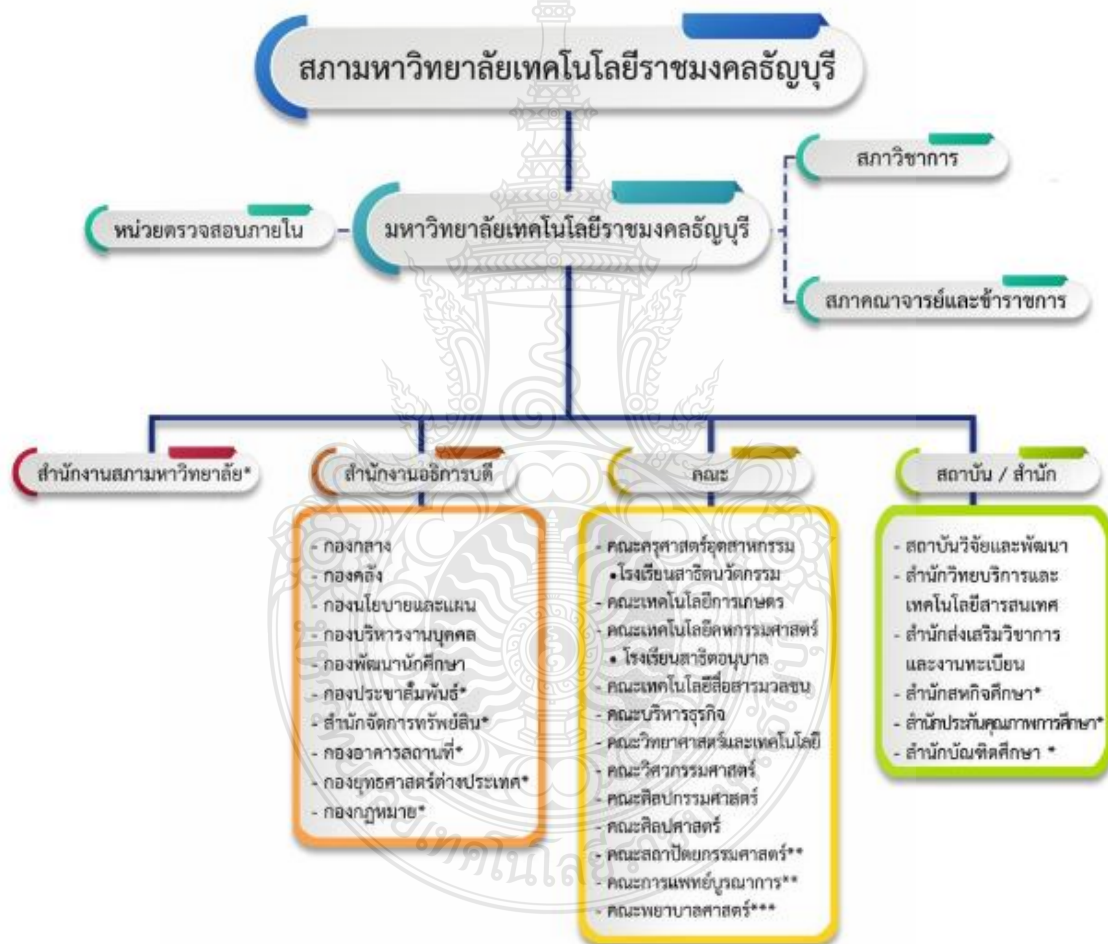 สภามหาวิทยาลัยเทคโนโลยีราชมงคลธัญบุรี
สภาวิชาการ
หน่วยตรวจสอบภายใน
มหาวิทยาลัยเทคโนโลยีราชมงคลธัญบุรี
สภาคณาจารย์และข้าราชการ
สำนักงานสภามหาวิทยาลัย*
สำนักงานอธิการบดี
- กองกลาง
- กองคลัง
- กองนโยบายและแผน
- กองบริหารงานบุคคล
- กองพัฒนานักศึกษา
- กองประชาสัมพันธ์*
- สำนักจัดการทรัพย์สิน*
- กองอาคารสถานที่*
- กองยุทธศาสตร์ต่างประเทศ*
- กองกฎหมาย*
คณะ
- คณะครุศาสตร์อุตสาหกรรม
•โรงเรียนสาธิตนวัตกรรม
- คณะเทคโนโลยีการเกษตร
- คณะเทคโนโลยีคหกรรมศาสตร์
• โรงเรียนสาธิตอนุบาล
- คณะเทคโนโลยีสื่อสารมวลชน
- คณะบริหารธุรกิจ
- คณะวิทยาศาสตร์และเทคโนโลยี
- คณะวิศวกรรมศาสตร์
- คณะศิลปกรรมศาสตร์
- คณะศิลปศาสตร์
- คณะสถาปัตยกรรมศาสตร์**
- คณะการแพทย์บูรณาการ**
- คณะพยาบาลศาสตร์***
สถาบัน / สำนัก
- สถาบันวิจัยและพัฒนา
- สำนักวิทยบริการและ
เทคโนโลยีสารสนเทศ
- สำนักส่งเสริมวิชาการ
และงานทะเบียน
- สำนักสหกิจศึกษา*
- สำนักประกันคุณภาพการศึกษา*
- สำนักบัณฑิตศึกษา *